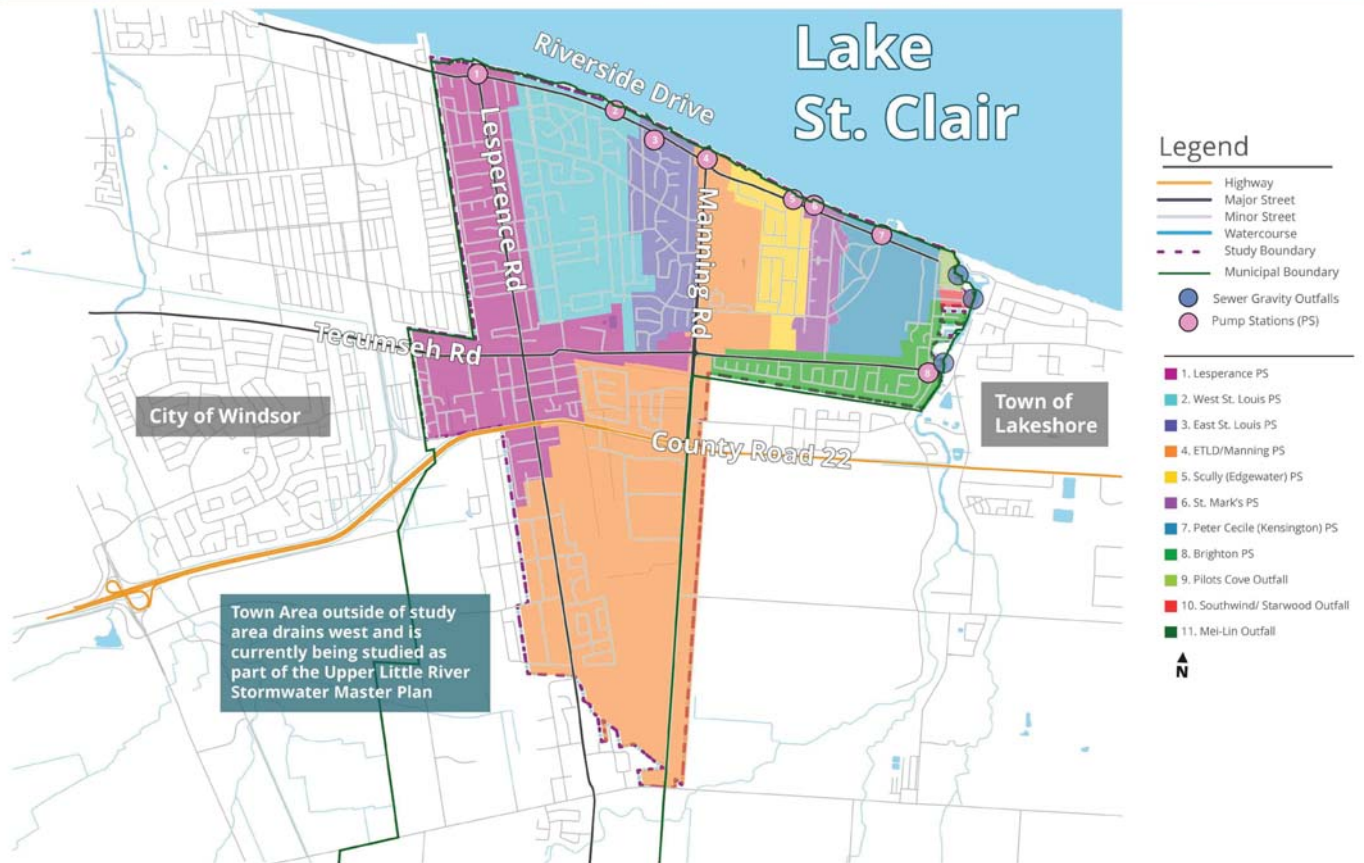 Lake
St. Clair
Riverside Drive
1
2
3
4
5
6
7
8
Lesperence Rd
Manning Rd
Tecumseh Rd
City of Windsor
Town of
Lakeshore
County Road 22
Town Area outside of study
area drains west and is
currently being studied as
part of the Upper Little River
Stormwater Master Plan
Legend
Highway
Major Street
Minor Street
Watercourse
Study Boundary
Municipal Boundary
Sewer Gravity Outfalls
Pump Stations (PS)
1. Lesperance PS
2. West St. Louis PS
3. East St. Louis PS
4. ETLD/Manning PS
5. Scully (Edgewater) PS
6. St. Mark's PS
7. Peter Cecile (Kensington) PS
8. Brighton PS
9. Pilots Cove Outfall
10. Southwind/ Starwood Outfall
11. Mei-Lin Outfall
N